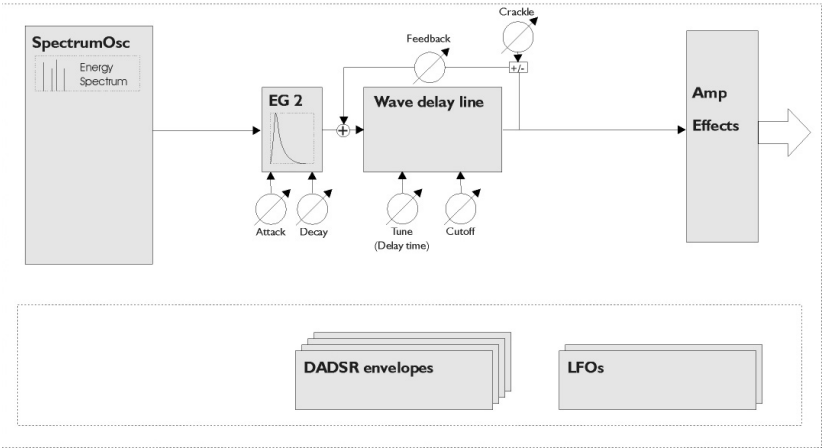 Crackle
SpectrumOsc
Feedback
Energy
Spectrum
+/-
EG 2
Wave delay line
+
Amp
Effects
Attack
Decay
Tune
(Delay time)
Cutoff
DADSR envelopes
LFOs